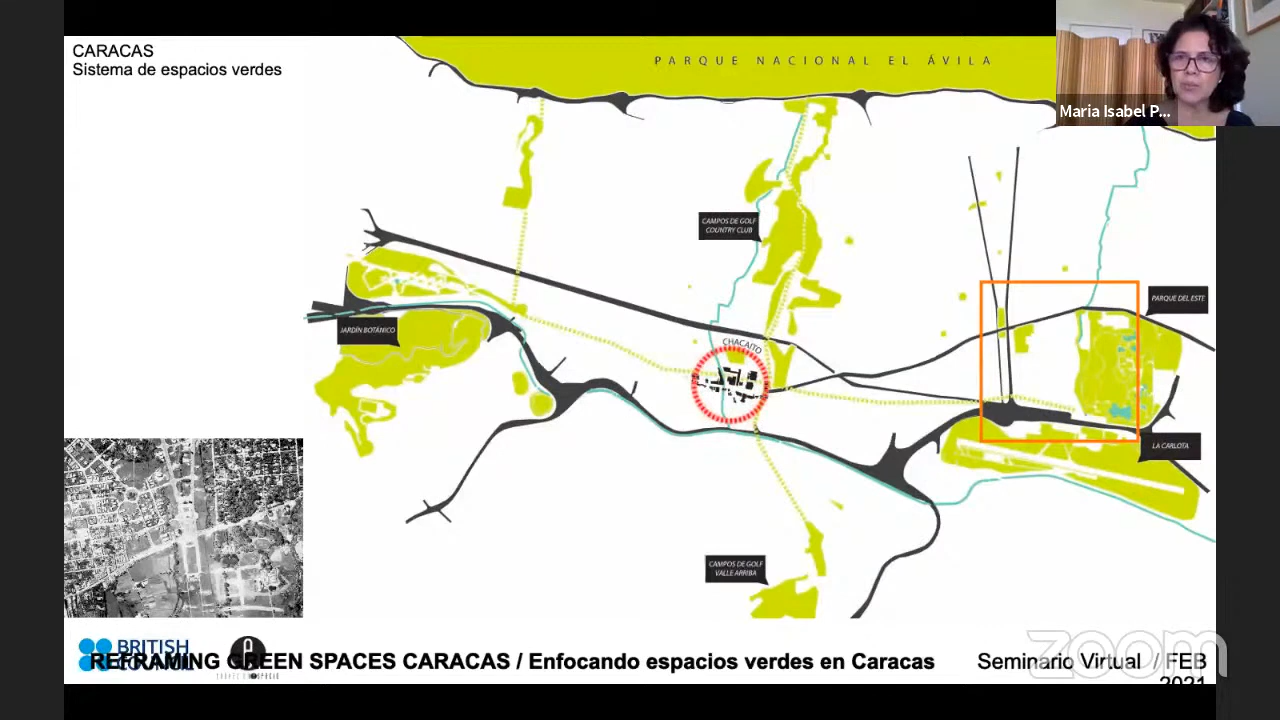 CARACAS
Sistema de espacios verdes
PARQUE NACIONAL EL ÁVILA
Maria Isabel P...
CAMPOS DE GOLF
COUNTRY CLUB
PARQUE DEL ESTE
JARDÍN BOTÁNICO
CHACAITO
LA CARLOTA
CAMPOS DE GOLF
VALLE ARRIBA
BRITISH
COUNCIL
REFRAMING GREEN SPACES CARACAS / Enfocando espacios verdes en Caracas
Seminario Virtual / FEB
2021
zoom